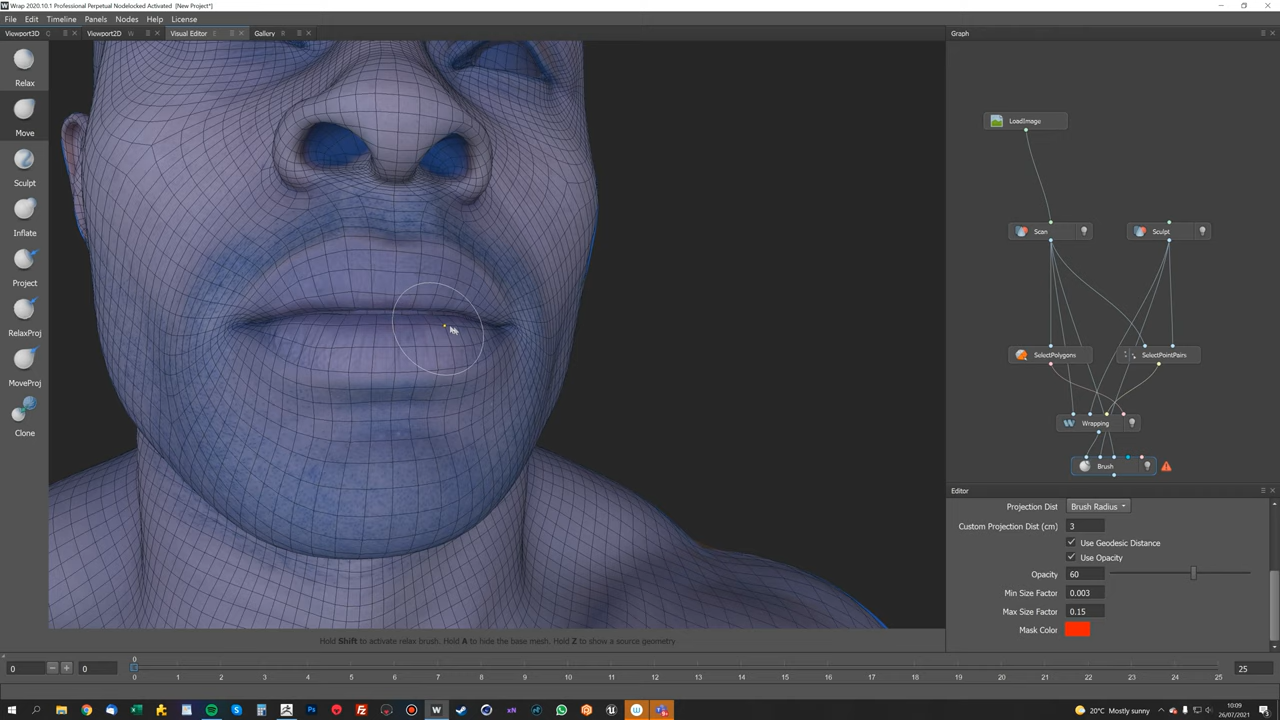 Wrap 2020.10.1 Professional Perpetual Nodelocked Activated [New Project*]
File Edit Timeline Panels Nodes Help License
Viewport3D Q Viewport2D W Visual Editor E Gallery R Graph
Relax
Move
Sculpt
Inflate
Project
RelaxProj
MoveProj
Clone
LoadImage
Scan Sculpt
SelectPolygons SelectPointPairs
Wrapping
Brush
Editor
Projection Dist Brush Radius
Custom Projection Dist (cm) 3
Use Geodesic Distance
Use Opacity
Opacity 60
Min Size Factor 0.003
Max Size Factor 0.15
Mask Color
Hold Shift to activate relax brush. Hold A to hide the base mesh. Hold Z to show a source geometry
0 0 0 25
0 1 2 3 4 5 6 7 8 9 10 11 12 13 14 15 16 17 18 19 20 21 22 23 24 25
20°C Mostly sunny
10:09
26/07/2021